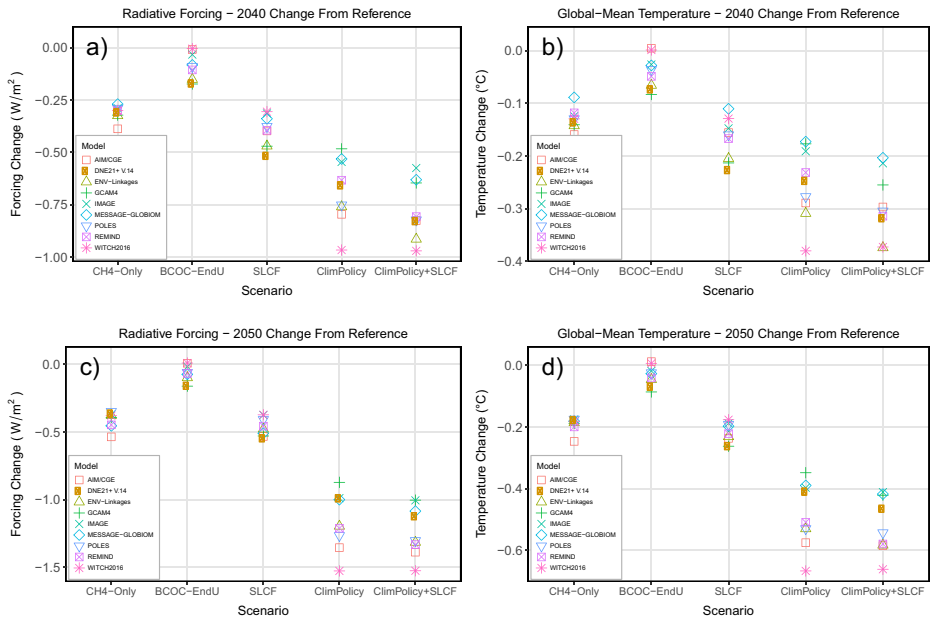 Radiative Forcing − 2040 Change From Reference
a)
Forcing Change (W/m²)
0.00
−0.25
−0.50
−0.75
−1.00
Model
AIM/CGE
DNE21+ V.14
ENV−Linkages
GCAM4
IMAGE
MESSAGE−GLOBIOM
POLES
REMIND
WITCH2016
CH4−Only
BCOC−EndU
SLCF
ClimPolicy
ClimPolicy+SLCF
Scenario
Global−Mean Temperature − 2040 Change From Reference
b)
Temperature Change (°C)
0.0
−0.1
−0.2
−0.3
−0.4
Model
AIM/CGE
DNE21+ V.14
ENV−Linkages
GCAM4
IMAGE
MESSAGE−GLOBIOM
POLES
REMIND
WITCH2016
CH4−Only
BCOC−EndU
SLCF
ClimPolicy
ClimPolicy+SLCF
Scenario
Radiative Forcing − 2050 Change From Reference
c)
Forcing Change (W/m²)
0.0
−0.5
−1.0
−1.5
Model
AIM/CGE
DNE21+ V.14
ENV−Linkages
GCAM4
IMAGE
MESSAGE−GLOBIOM
POLES
REMIND
WITCH2016
CH4−Only
BCOC−EndU
SLCF
ClimPolicy
ClimPolicy+SLCF
Scenario
Global−Mean Temperature − 2050 Change From Reference
d)
Temperature Change (°C)
0.0
−0.2
−0.4
−0.6
Model
AIM/CGE
DNE21+ V.14
ENV−Linkages
GCAM4
IMAGE
MESSAGE−GLOBIOM
POLES
REMIND
WITCH2016
CH4−Only
BCOC−EndU
SLCF
ClimPolicy
ClimPolicy+SLCF
Scenario